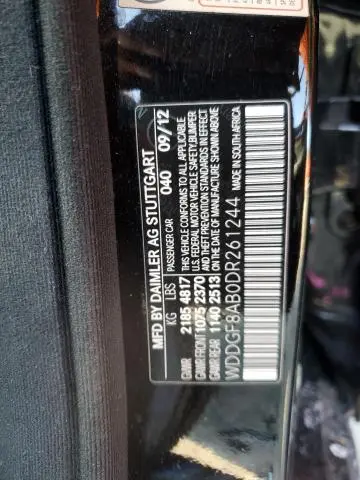 MFD BY DAIMLER AG STUTTGART
PASSENGER CAR 040 09/12
KG LBS
GVWR 2185 4817
GAWR FRONT 1075 2370
GAWR REAR 1140 2513
THIS VEHICLE CONFORMS TO ALL APPLICABLE
U.S. FEDERAL MOTOR VEHICLE SAFETY, BUMPER
AND THEFT PREVENTION STANDARDS IN EFFECT
ON THE DATE OF MANUFACTURE SHOWN ABOVE
WDDGF8AB0DR261244 MADE IN SOUTH AFRICA